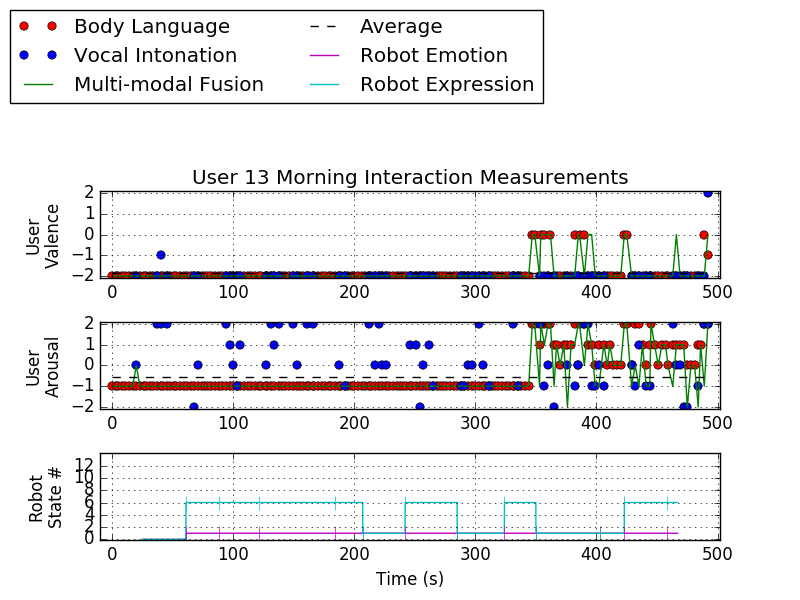 Body Language
Vocal Intonation
Multi-modal Fusion
Average
Robot Emotion
Robot Expression
User 13 Morning Interaction Measurements
User
Valence
2
1
0
−1
−2
0 100 200 300 400 500
User
Arousal
2
1
0
−1
−2
0 100 200 300 400 500
Robot
State #
12
10
8
6
4
2
0
0 100 200 300 400 500
Time (s)